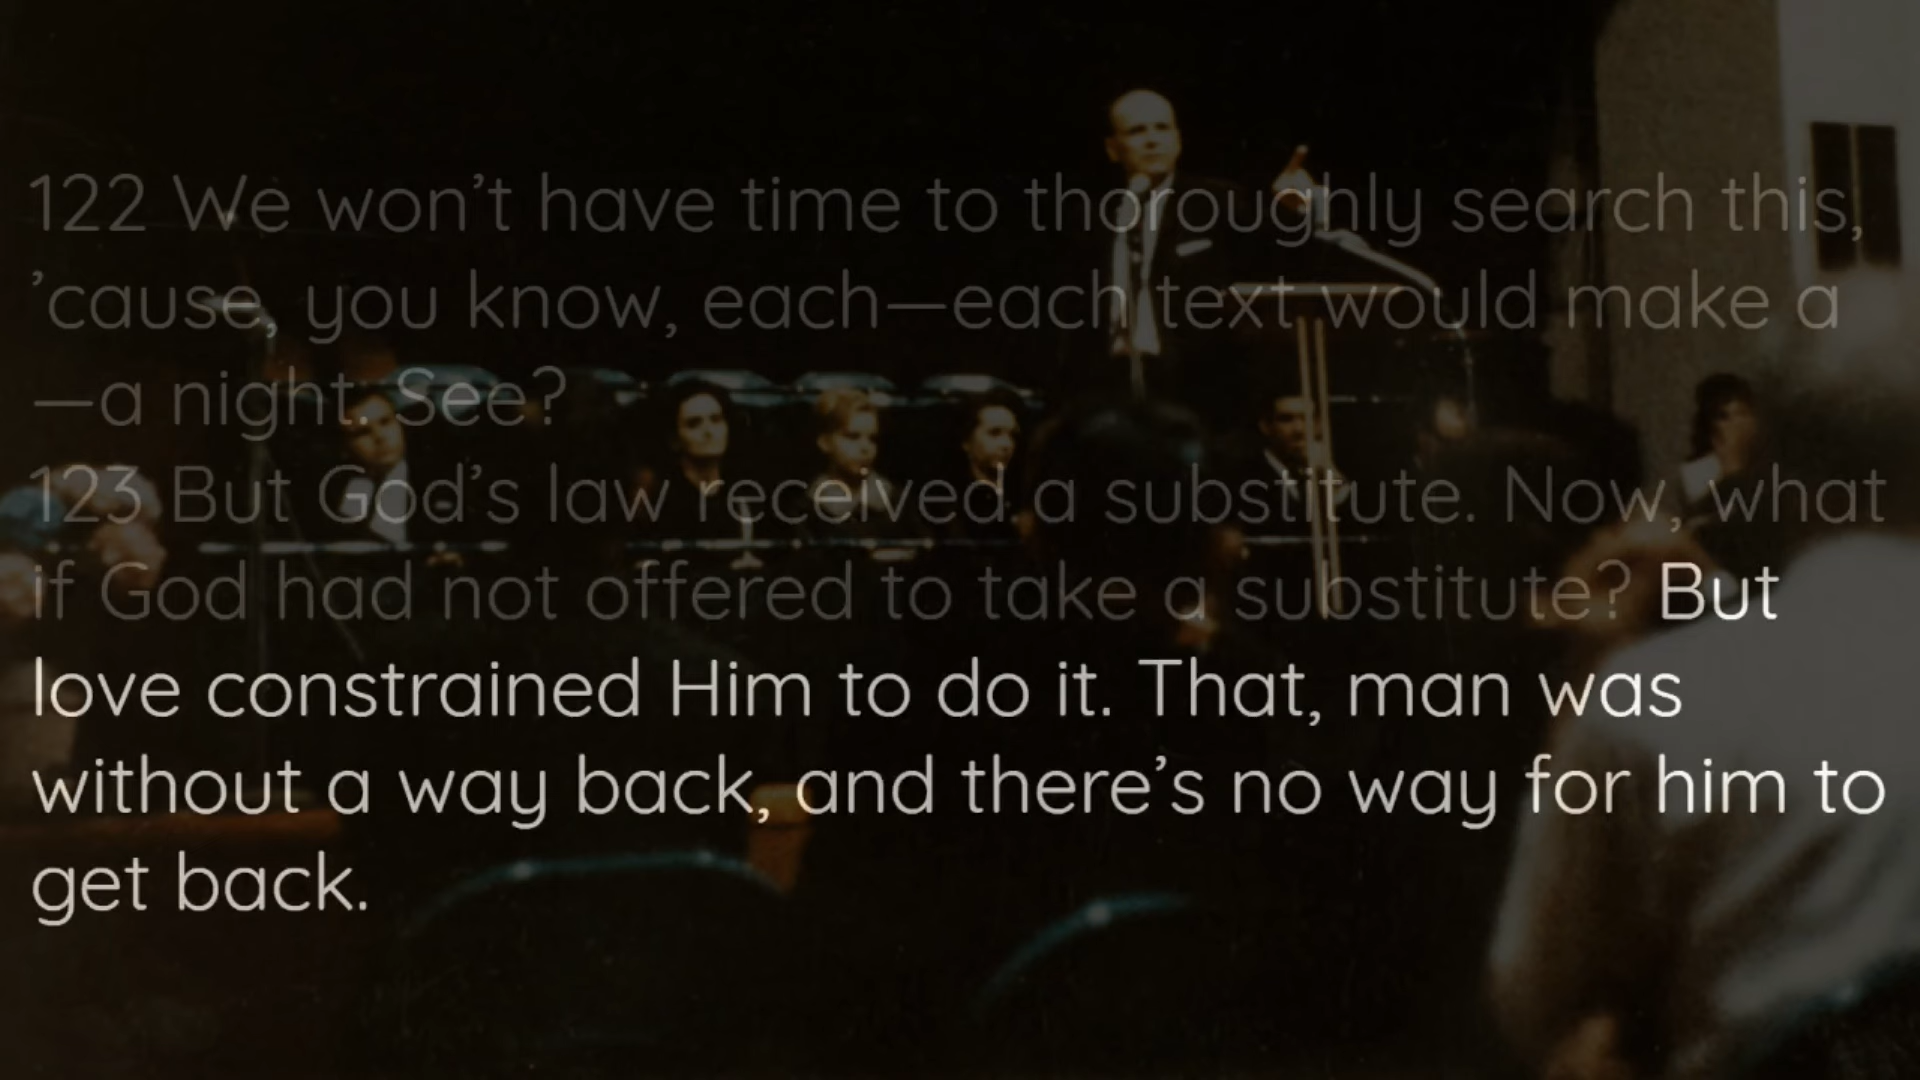 122 We won’t have time to thoroughly search this,
’cause, you know, each—each text would make a
—a night. See?
123 But God’s law received a substitute. Now, what
if God had not offered to take a substitute? But
love constrained Him to do it. That, man was
without a way back, and there’s no way for him to
get back.